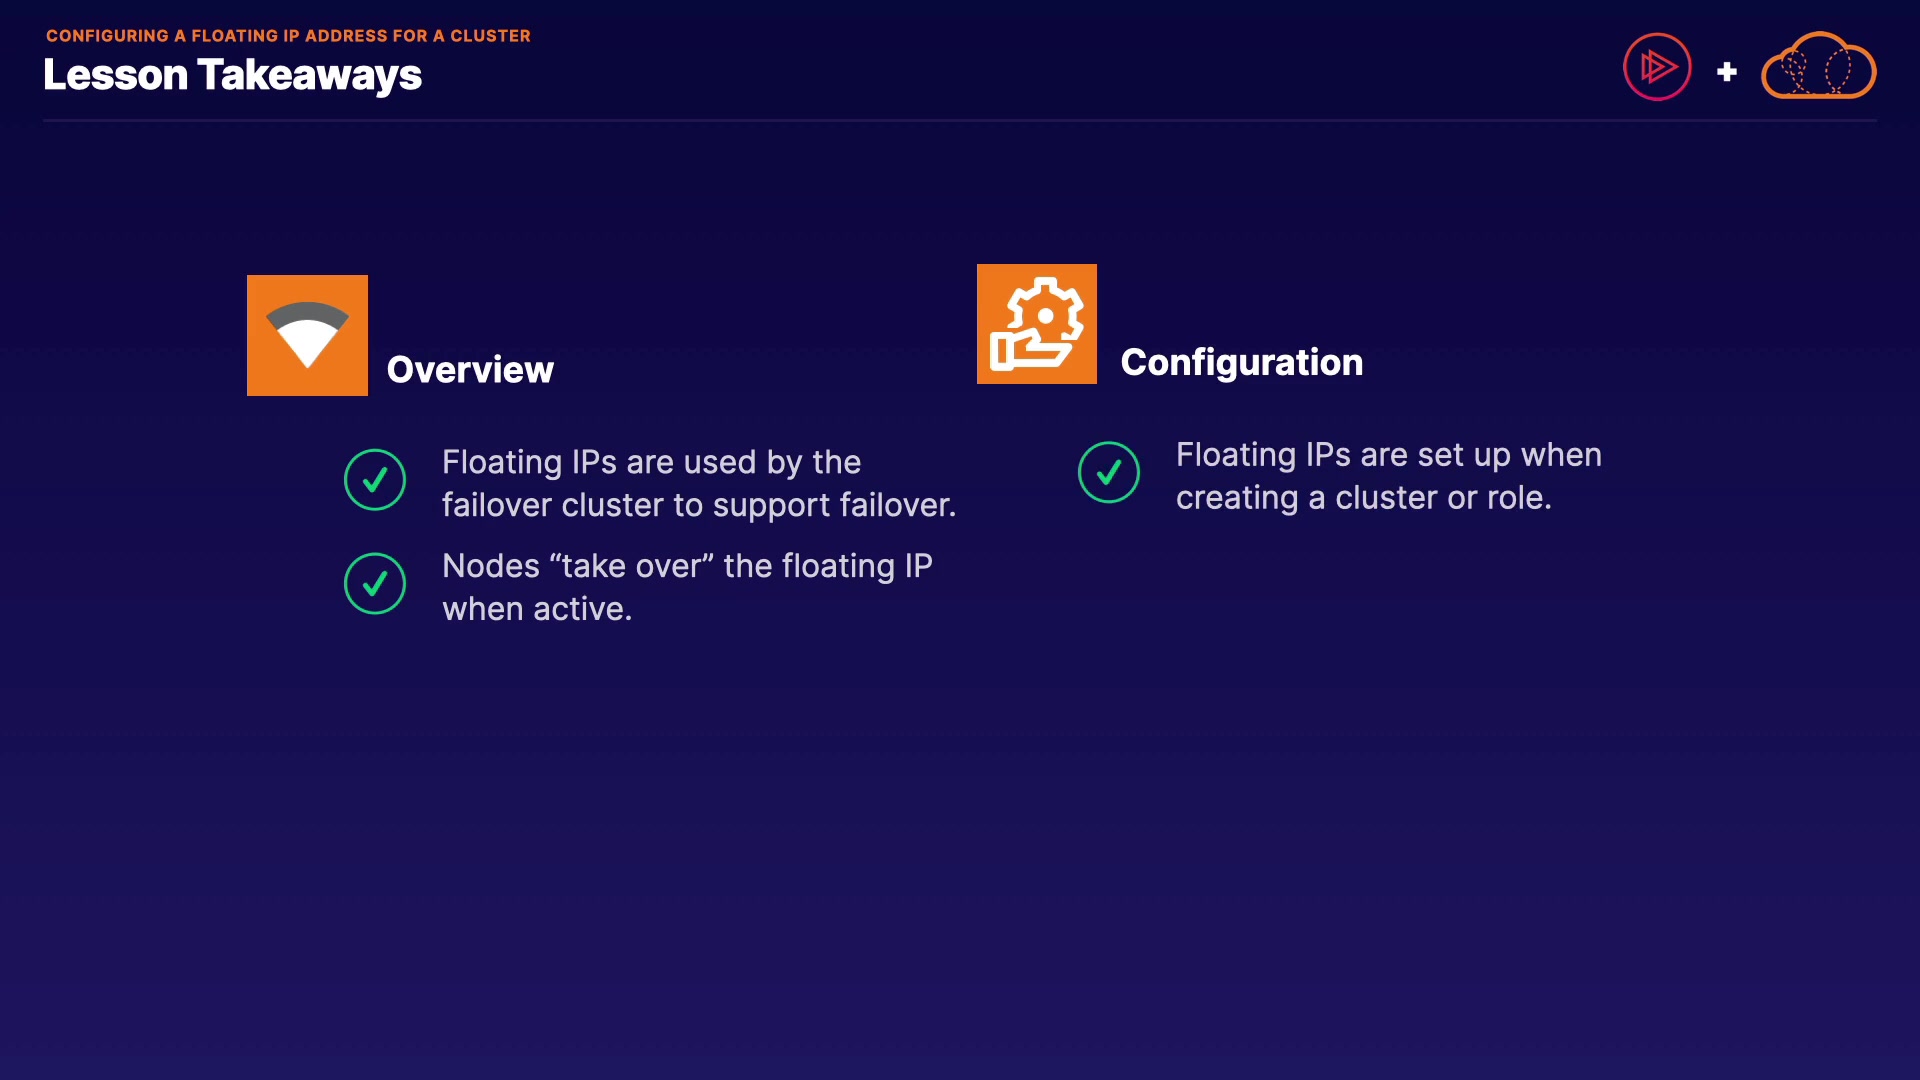 CONFIGURING A FLOATING IP ADDRESS FOR A CLUSTER
Lesson Takeaways
Overview
Floating IPs are used by the
failover cluster to support failover.
Nodes “take over” the floating IP
when active.
Configuration
Floating IPs are set up when
creating a cluster or role.